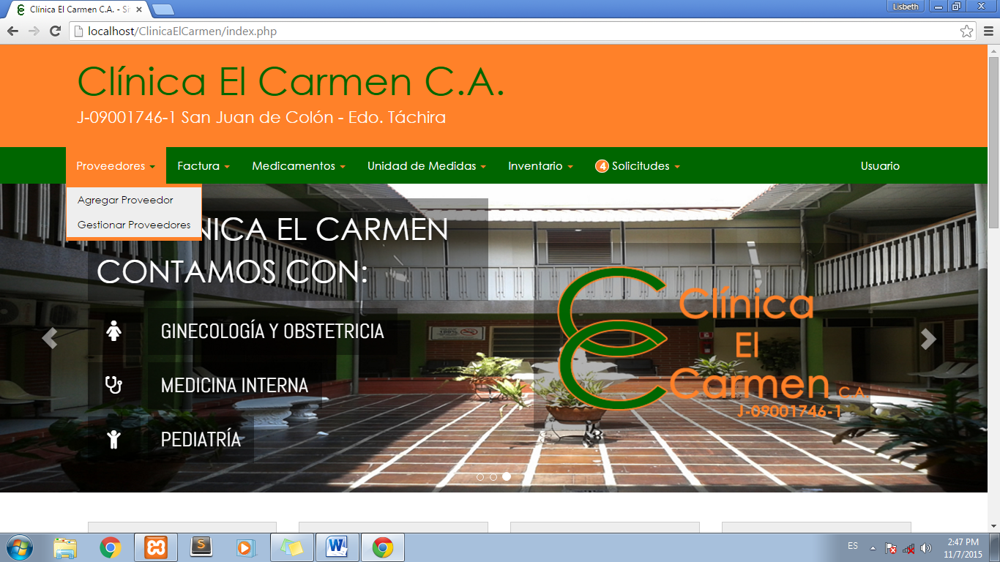 Clínica El Carmen C.A. - Si
Lisbeth
localhost/ClinicaElCarmen/index.php
Clínica El Carmen C.A.
J-09001746-1 San Juan de Colón - Edo. Táchira
Proveedores Factura Medicamentos Unidad de Medidas Inventario 4 Solicitudes Usuario
Agregar Proveedor
Gestionar Proveedores
NICA EL CARMEN
CONTAMOS CON:
GINECOLOGÍA Y OBSTETRICIA
MEDICINA INTERNA
PEDIATRÍA
Clínica
El
Carmen C.A.
J-09001746-1
ES
2:47 PM
11/7/2015